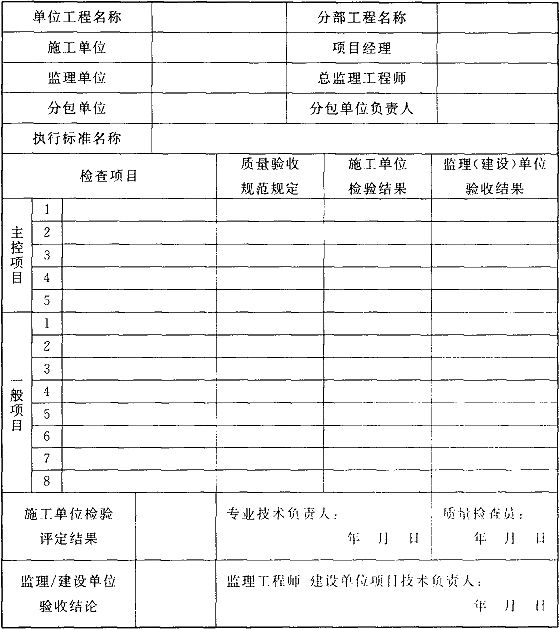 单位工程名称 分部工程名称
施工单位 项目经理
监理单位 总监理工程师
分包单位 分包单位负责人
执行标准名称
检查项目 质量验收规范规定 施工单位检验结果 监理(建设)单位验收结果
主控项目
1
2
3
4
5
一般项目
1
2
3
4
5
6
7
8
施工单位检验评定结果
专业技术负责人: 质量检查员:
年 月 日 年 月 日
监理/建设单位验收结论
监理工程师 建设单位项目技术负责人:
年 月 日